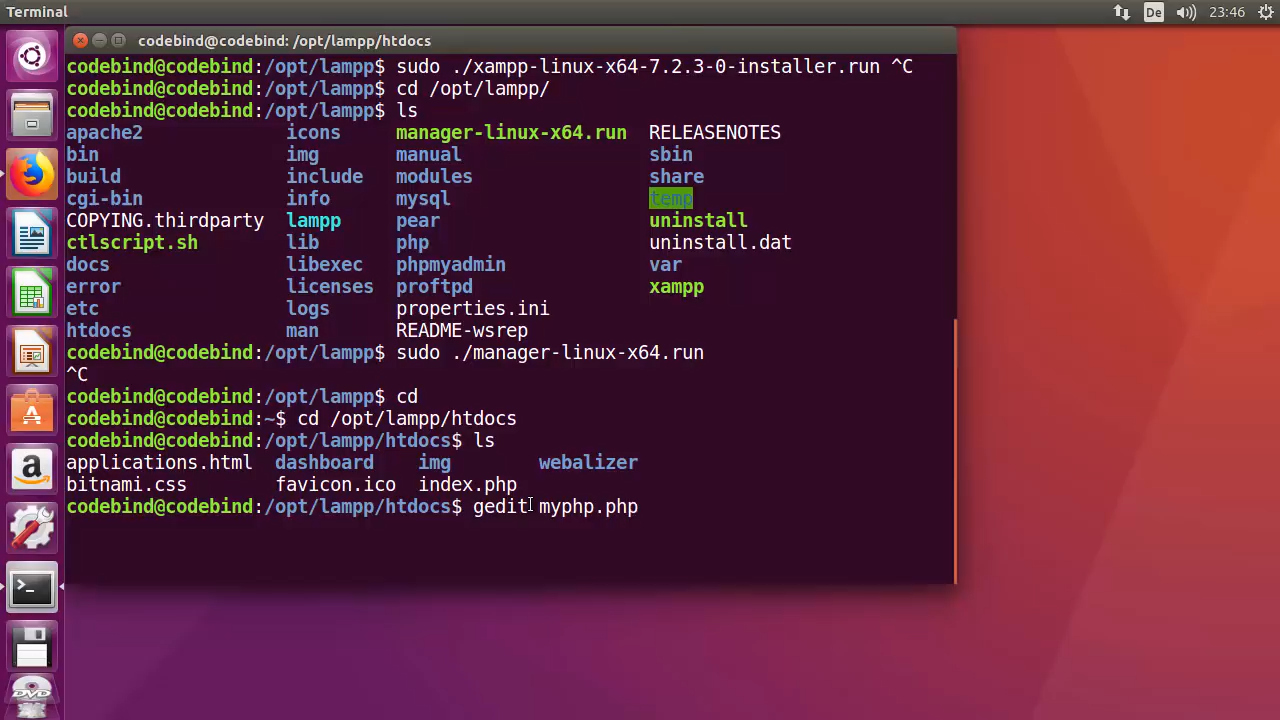 Terminal De 23:46
codebind@codebind: /opt/lampp/htdocs
codebind@codebind:/opt/lampp$ sudo ./xampp-linux-x64-7.2.3-0-installer.run ^C
codebind@codebind:/opt/lampp$ cd /opt/lampp/
codebind@codebind:/opt/lampp$ ls
apache2 icons manager-linux-x64.run RELEASENOTES
bin img manual sbin
build include modules share
cgi-bin info mysql temp
COPYING.thirdparty lampp pear uninstall
ctlscript.sh lib php uninstall.dat
docs libexec phpmyadmin var
error licenses proftpd xampp
etc logs properties.ini
htdocs man README-wsrep
codebind@codebind:/opt/lampp$ sudo ./manager-linux-x64.run
^C
codebind@codebind:/opt/lampp$ cd
codebind@codebind:~$ cd /opt/lampp/htdocs
codebind@codebind:/opt/lampp/htdocs$ ls
applications.html dashboard img webalizer
bitnami.css favicon.ico index.php
codebind@codebind:/opt/lampp/htdocs$ gedit myphp.php
DVD